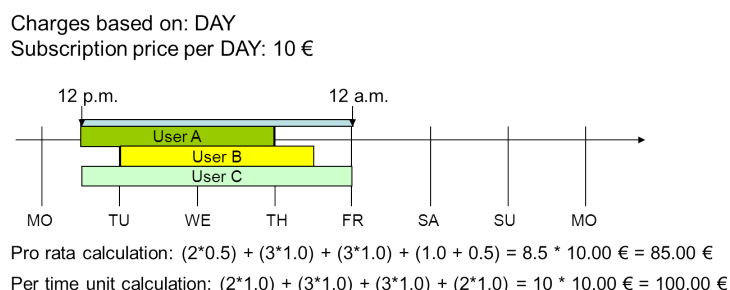 Charges based on: DAY
Subscription price per DAY: 10 €
12 p.m. 12 a.m.
User A
User B
User C
MO TU WE TH FR SA SU MO
Pro rata calculation: (2*0.5) + (3*1.0) + (3*1.0) + (1.0 + 0.5) = 8.5 * 10.00 € = 85.00 €
Per time unit calculation: (2*1.0) + (3*1.0) + (3*1.0) + (2*1.0) = 10 * 10.00 € = 100.00 €